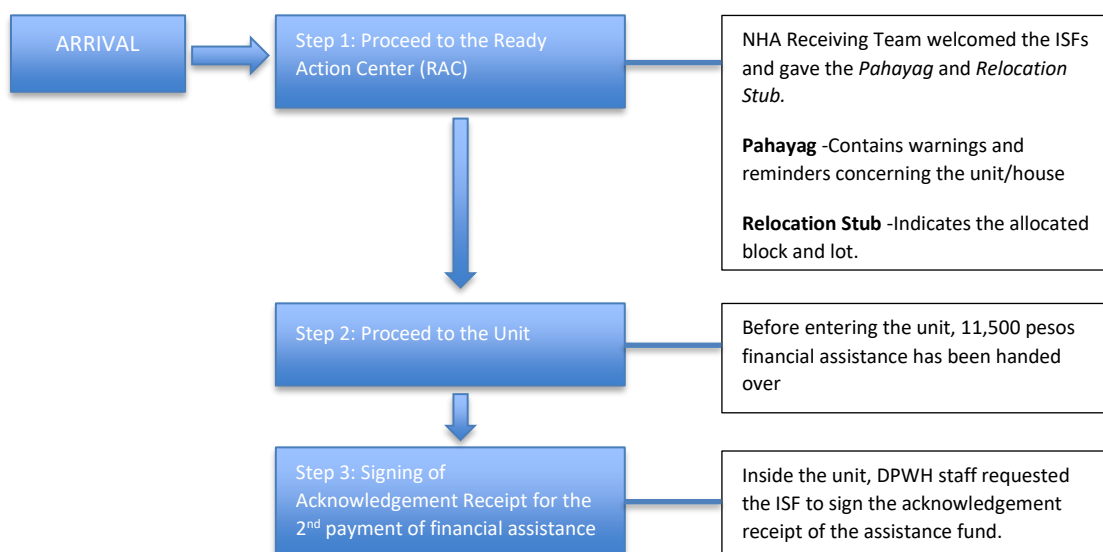 ARRIVAL
Step 1: Proceed to the Ready
Action Center (RAC)
NHA Receiving Team welcomed the ISFs
and gave the Pahayag and Relocation
Stub.
Pahayag -Contains warnings and
reminders concerning the unit/house
Relocation Stub -Indicates the allocated
block and lot.
Step 2: Proceed to the Unit
Before entering the unit, 11,500 pesos
financial assistance has been handed
over
Step 3: Signing of
Acknowledgement Receipt for the
2nd payment of financial assistance
Inside the unit, DPWH staff requested
the ISF to sign the acknowledgement
receipt of the assistance fund.